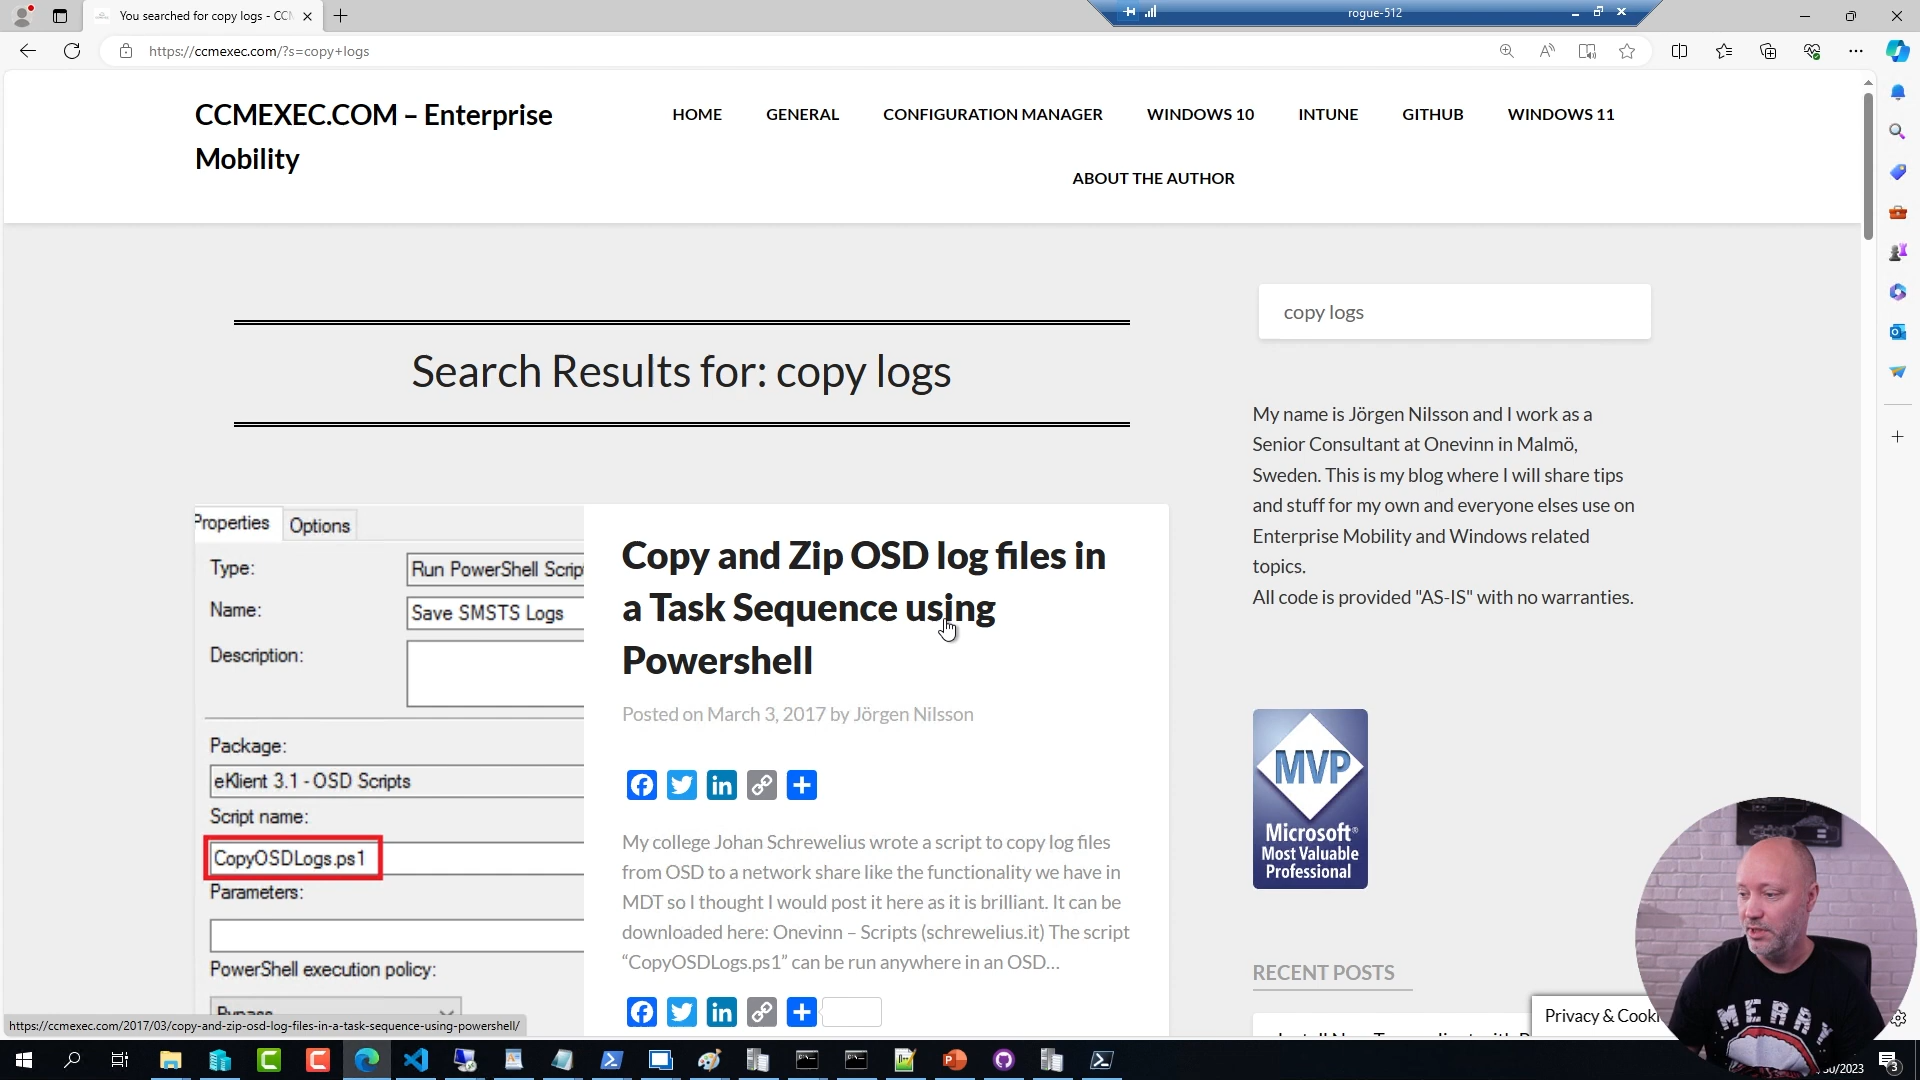 You searched for copy logs - CCM
rogue-512
https://ccmexec.com/?s=copy+logs
CCMEXEC.COM – Enterprise
Mobility
HOME
GENERAL
CONFIGURATION MANAGER
WINDOWS 10
INTUNE
GITHUB
WINDOWS 11
ABOUT THE AUTHOR
Search Results for: copy logs
copy logs
My name is Jörgen Nilsson and I work as a
Senior Consultant at Onevinn in Malmö,
Sweden. This is my blog where I will share tips
and stuff for my own and everyone elses use on
Enterprise Mobility and Windows related
topics.
All code is provided "AS-IS" with no warranties.
Properties
Options
Type:
Run PowerShell Scrip
Name:
Save SMSTS Logs
Description:
Package:
eKlient 3.1 - OSD Scripts
Script name:
CopyOSDLogs.ps1
Parameters:
PowerShell execution policy:
Bypass
Copy and Zip OSD log files in
a Task Sequence using
Powershell
Posted on March 3, 2017 by Jörgen Nilsson
My college Johan Schrewelius wrote a script to copy log files
from OSD to a network share like the functionality we have in
MDT so I thought I would post it here as it is brilliant. It can be
downloaded here: Onevinn – Scripts (schrewelius.it) The script
“CopyOSDLogs.ps1” can be run anywhere in an OSD…
MVP
Microsoft®
Most Valuable
Professional
RECENT POSTS
Privacy & Cooki
MERRY
https://ccmexec.com/2017/03/copy-and-zip-osd-log-files-in-a-task-sequence-using-powershell/
/2023
3